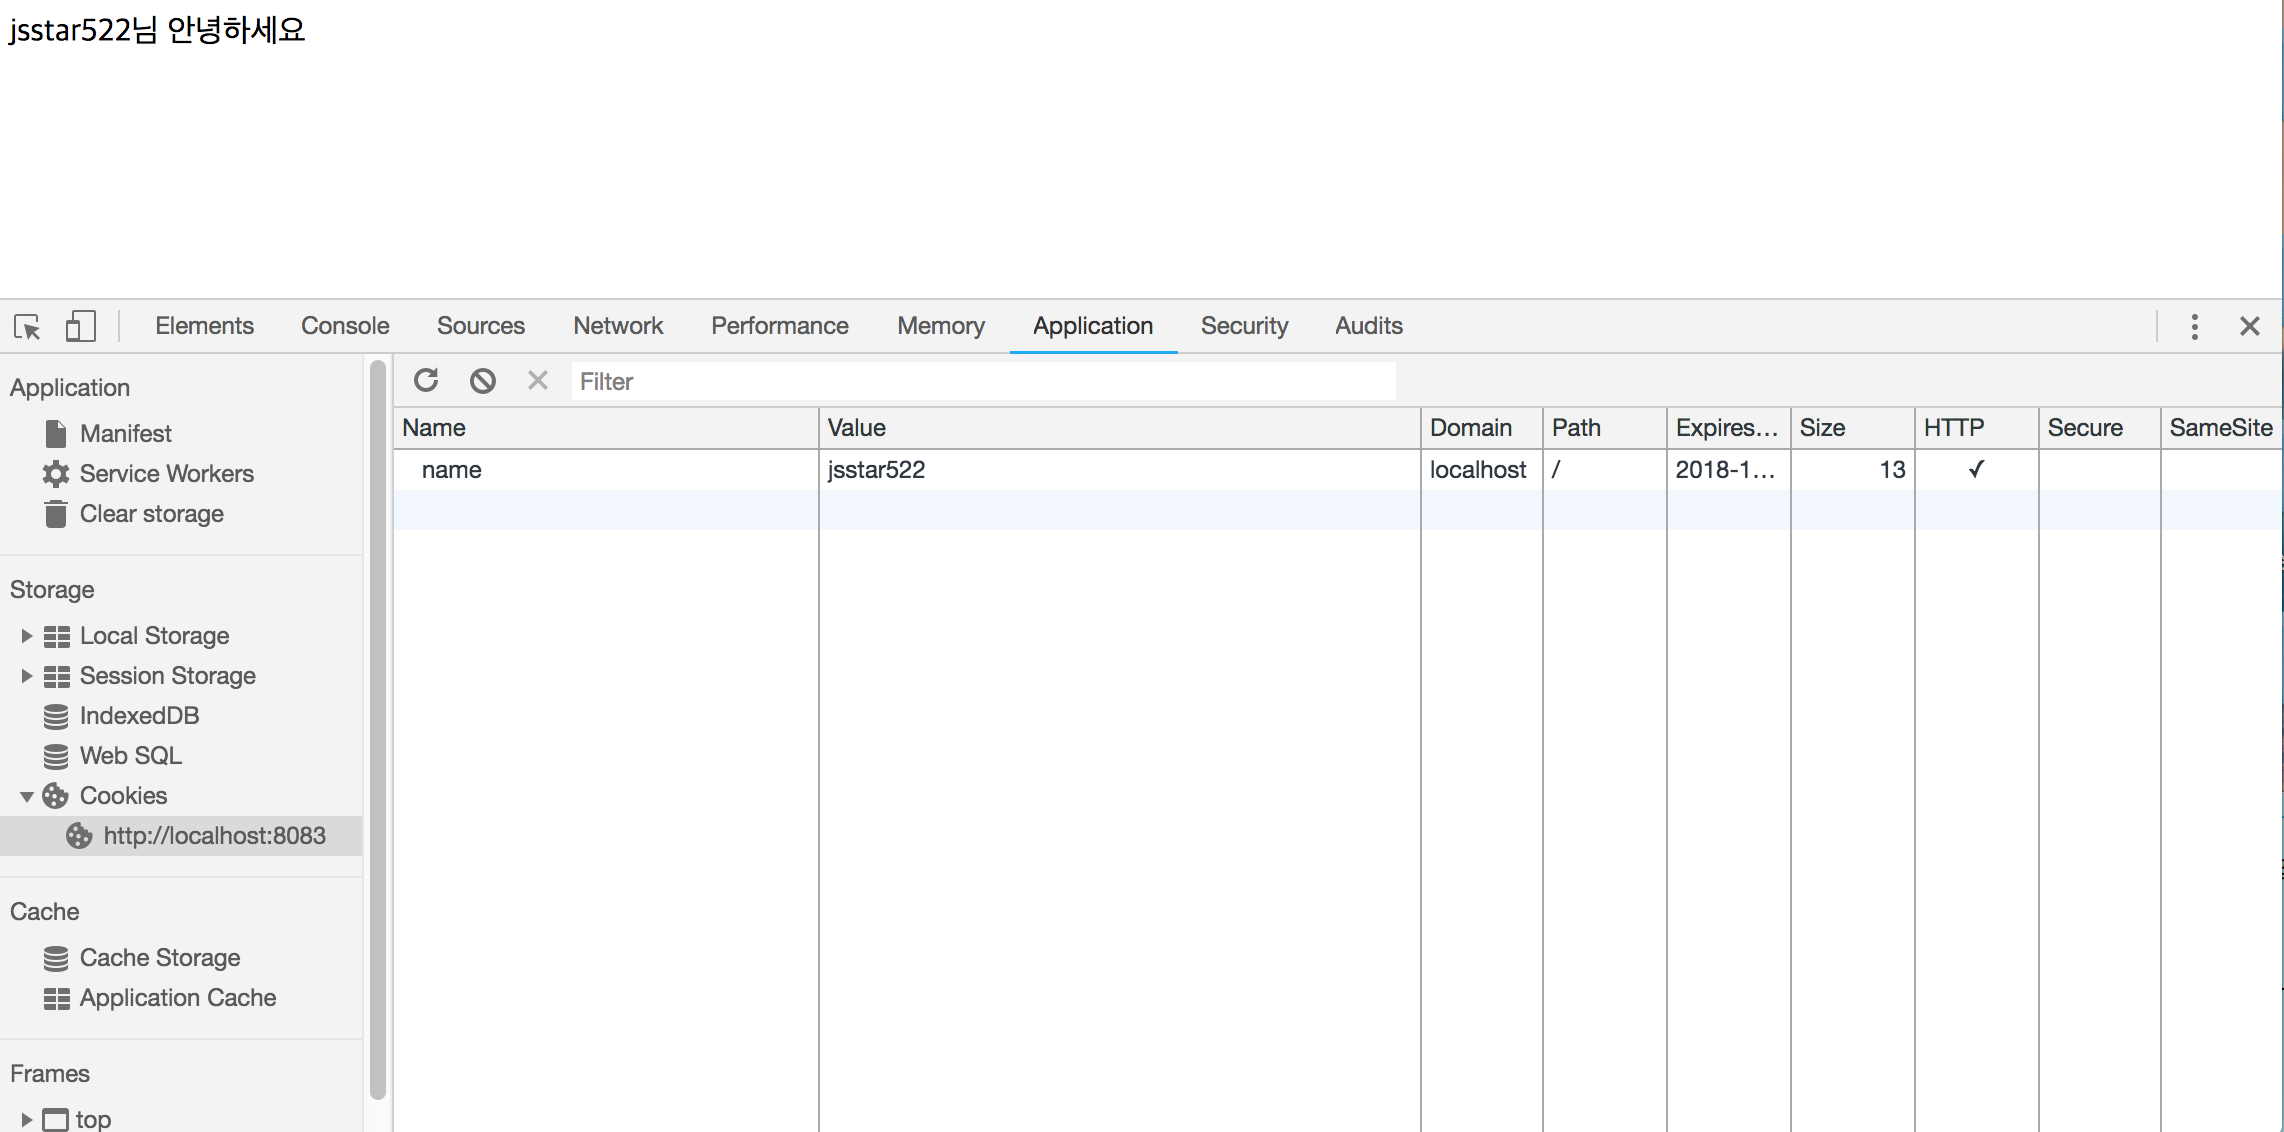 jsstar522님 안녕하세요
Elements Console Sources Network Performance Memory Application Security Audits
Application
Manifest
Service Workers
Clear storage
Storage
Local Storage
Session Storage
IndexedDB
Web SQL
Cookies
http://localhost:8083
Cache
Cache Storage
Application Cache
Frames
top
Filter
Name Value Domain Path Expires... Size HTTP Secure SameSite
name jsstar522 localhost / 2018-1... 13 ✓